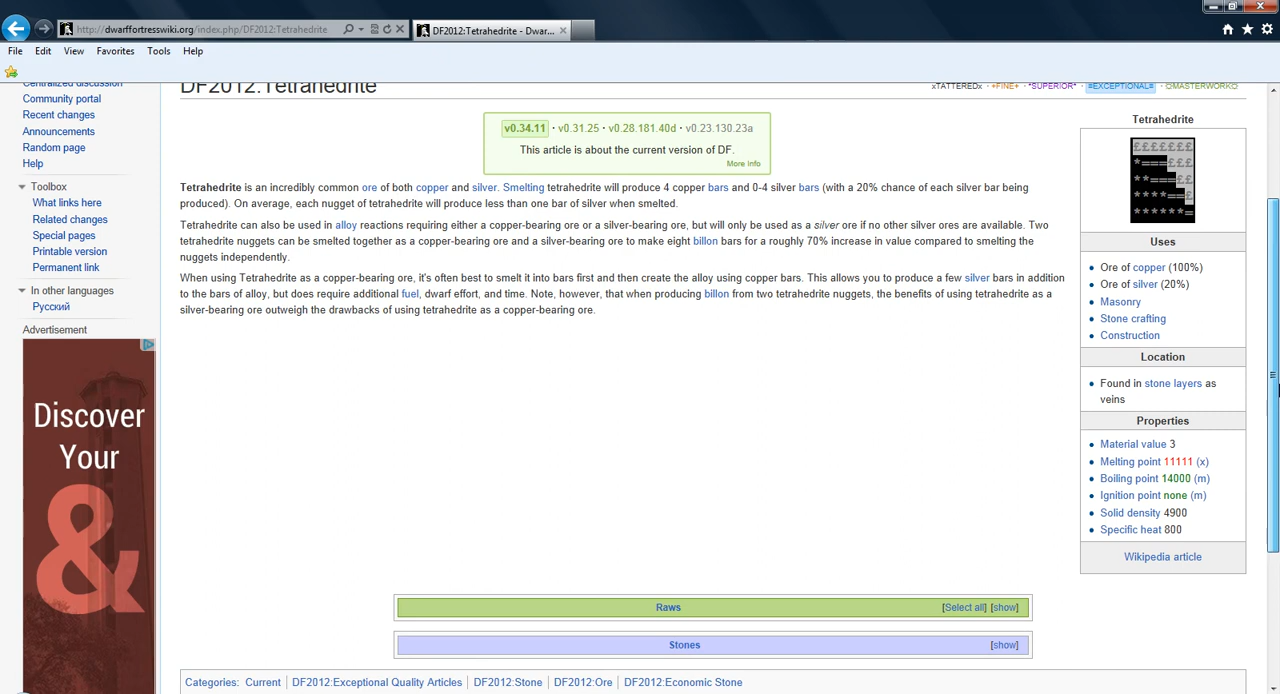 http://dwarffortresswiki.org/index.php/DF2012:Tetrahedrite
DF2012:Tetrahedrite - Dwar...
File Edit View Favorites Tools Help
Centralized discussion
Community portal
Recent changes
Announcements
Random page
Help
Toolbox
What links here
Related changes
Special pages
Printable version
Permanent link
In other languages
Русский
Advertisement
Discover
Your
&
DF2012:Tetrahedrite
xTATTEREDx · +FINE+ · *SUPERIOR* · ≡EXCEPTIONAL≡ · ☼MASTERWORK☼
v0.34.11 · v0.31.25 · v0.28.181.40d · v0.23.130.23a
This article is about the current version of DF.
More Info
Tetrahedrite is an incredibly common ore of both copper and silver. Smelting tetrahedrite will produce 4 copper bars and 0-4 silver bars (with a 20% chance of each silver bar being
produced). On average, each nugget of tetrahedrite will produce less than one bar of silver when smelted.
Tetrahedrite can also be used in alloy reactions requiring either a copper-bearing ore or a silver-bearing ore, but will only be used as a silver ore if no other silver ores are available. Two
tetrahedrite nuggets can be smelted together as a copper-bearing ore and a silver-bearing ore to make eight billon bars for a roughly 70% increase in value compared to smelting the
nuggets independently.
When using Tetrahedrite as a copper-bearing ore, it's often best to smelt it into bars first and then create the alloy using copper bars. This allows you to produce a few silver bars in addition
to the bars of alloy, but does require additional fuel, dwarf effort, and time. Note, however, that when producing billon from two tetrahedrite nuggets, the benefits of using tetrahedrite as a
silver-bearing ore outweigh the drawbacks of using tetrahedrite as a copper-bearing ore.
Tetrahedrite
£££££££
*===£££
**===££
****==£
******=
Uses
Ore of copper (100%)
Ore of silver (20%)
Masonry
Stone crafting
Construction
Location
Found in stone layers as
veins
Properties
Material value 3
Melting point 11111 (x)
Boiling point 14000 (m)
Ignition point none (m)
Solid density 4900
Specific heat 800
Wikipedia article
Raws [Select all] [show]
Stones [show]
Categories: Current | DF2012:Exceptional Quality Articles | DF2012:Stone | DF2012:Ore | DF2012:Economic Stone